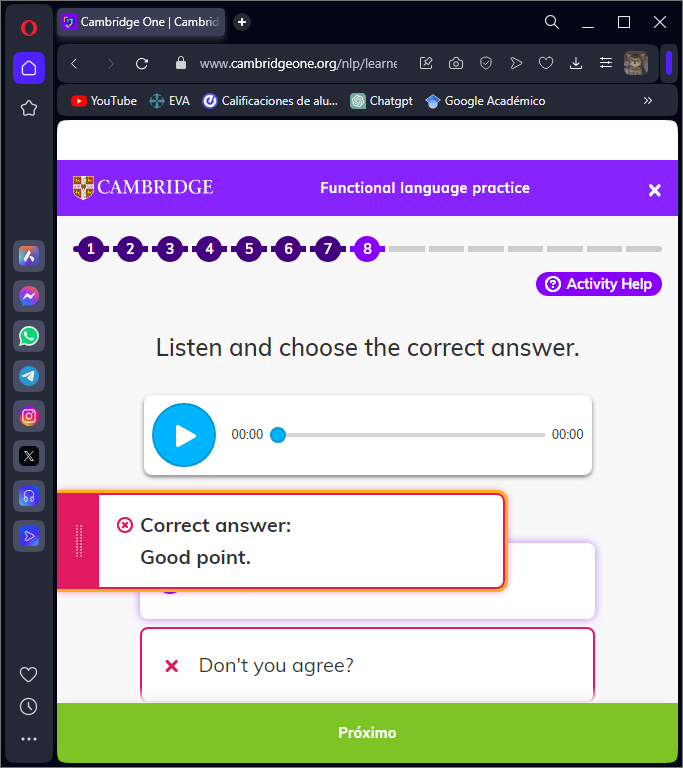 Cambridge One | Cambrid
www.cambridgeone.org/nlp/learne
YouTube
EVA
Calificaciones de alu...
Chatgpt
Google Académico
»
CAMBRIDGE
Functional language practice
1 2 3 4 5 6 7 8
Activity Help
Listen and choose the correct answer.
00:00
00:00
Correct answer:
Good point.
Don't you agree?
Próximo